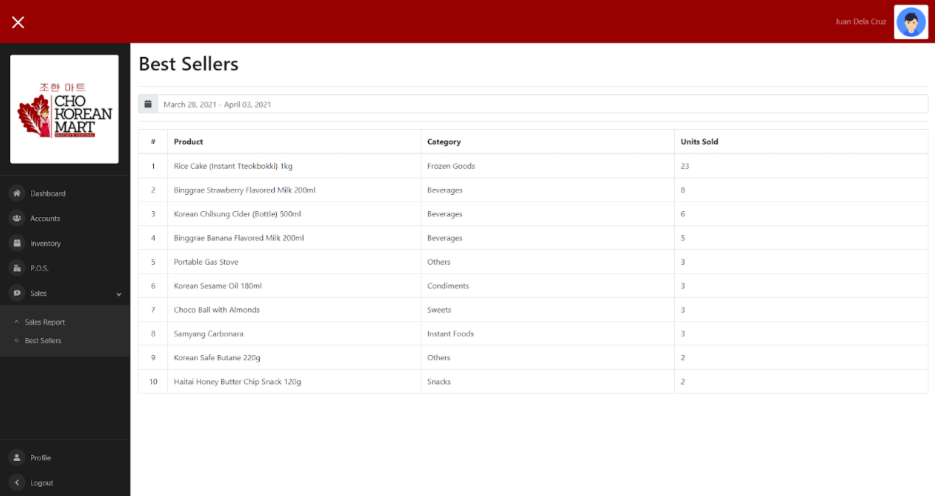 Juan Dela Cruz
조한 마트
CHO
KOREAN
MART
Dashboard
Accounts
Inventory
P.O.S.
Sales
Sales Report
Best Sellers
Profile
Logout
Best Sellers
March 28, 2021 - April 03, 2021
# Product Category Units Sold
1 Rice Cake (Instant Tteokbokki) 1kg Frozen Goods 23
2 Binggrae Strawberry Flavored Milk 200ml Beverages 8
3 Korean Chilsung Cider (Bottle) 500ml Beverages 6
4 Binggrae Banana Flavored Milk 200ml Beverages 5
5 Portable Gas Stove Others 3
6 Korean Sesame Oil 180ml Condiments 3
7 Choco Ball with Almonds Sweets 3
8 Samyang Carbonara Instant Foods 3
9 Korean Safe Butane 220g Others 2
10 Haitai Honey Butter Chip Snack 120g Snacks 2